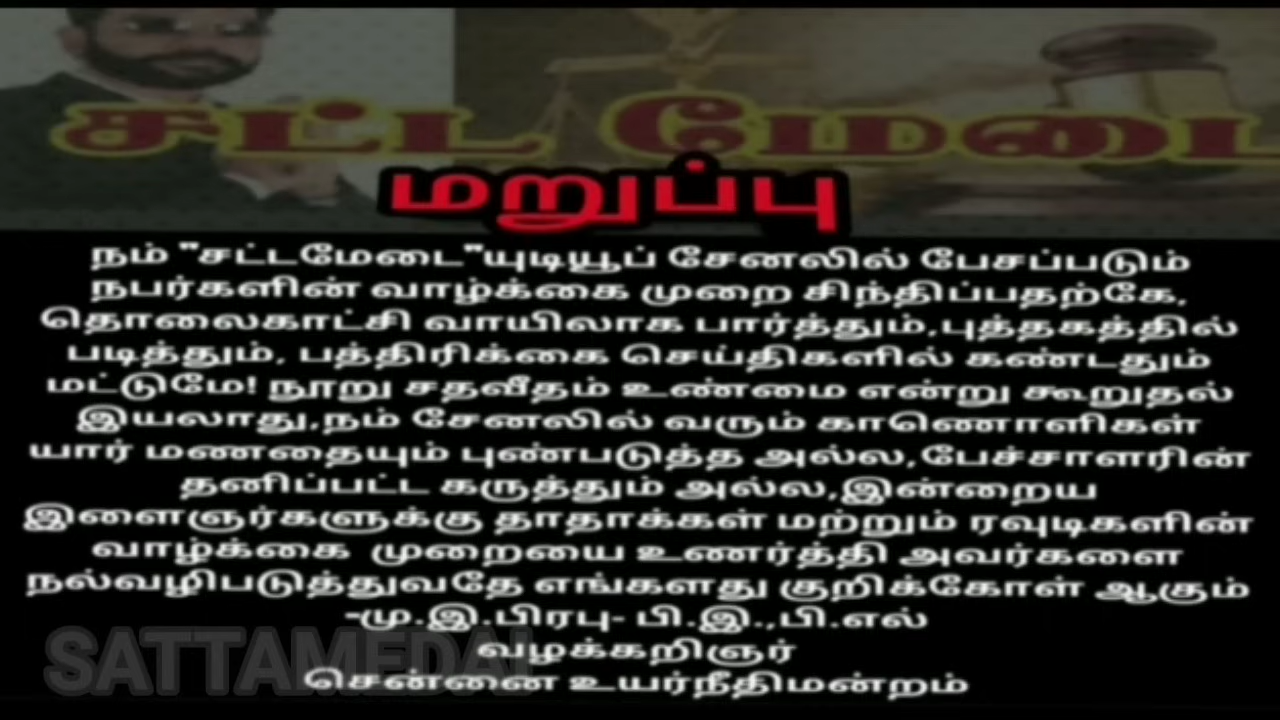 சட்ட மேடை
மறுப்பு
நம் "சட்டமேடை"யுடியூப் சேனலில் பேசப்படும்
நபர்களின் வாழ்க்கை முறை சிந்திப்பதற்கே,
தொலைகாட்சி வாயிலாக பார்த்தும்,புத்தகத்தில்
படித்தும், பத்திரிக்கை செய்திகளில் கண்டதும்
மட்டுமே! நூறு சதவீதம் உண்மை என்று கூறுதல்
இயலாது,நம் சேனலில் வரும் காணொளிகள்
யார் மணதையும் புண்படுத்த அல்ல,பேச்சாளரின்
தனிப்பட்ட கருத்தும் அல்ல,இன்றைய
இளைஞர்களுக்கு தாதாக்கள் மற்றும் ரவுடிகளின்
வாழ்க்கை முறையை உணர்த்தி அவர்களை
நல்வழிபடுத்துவதே எங்களது குறிக்கோள் ஆகும்
-மு.இ.பிரபு- பி.இ.,பி.எல்
வழக்கறிஞர்
சென்னை உயர்நீதிமன்றம்
SATTAMEDAI